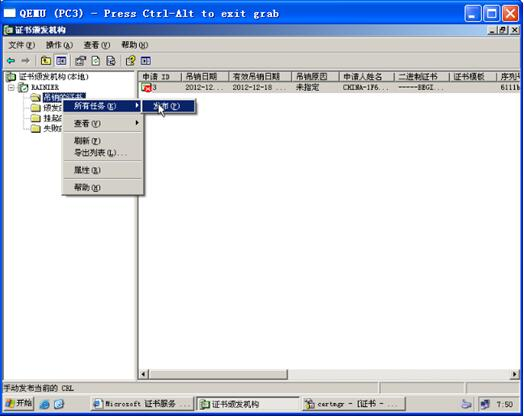 QEMU (PC3) - Press Ctrl-Alt to exit grab
证书颁发机构
文件(F) 操作(A) 查看(V) 帮助(H)
证书颁发机构(本地)
RAINIER
吊销的证书
颁发的
挂起的
失败的
所有任务(K)
发布(P)
查看(V)
刷新(F)
导出列表(L)...
属性(R)
帮助(H)
申请 ID 吊销日期 有效吊销日期 吊销原因 申请人姓名 二进制证书 证书模板 序列号
3 2012-12... 2012-12-18 ... 未指定 CHINA-1F6... -----BEGI... 6111b
手动发布当前的 CRL
开始 Microsoft 证书服务 ... 证书颁发机构 certmgr - [证书 - ... 7:50